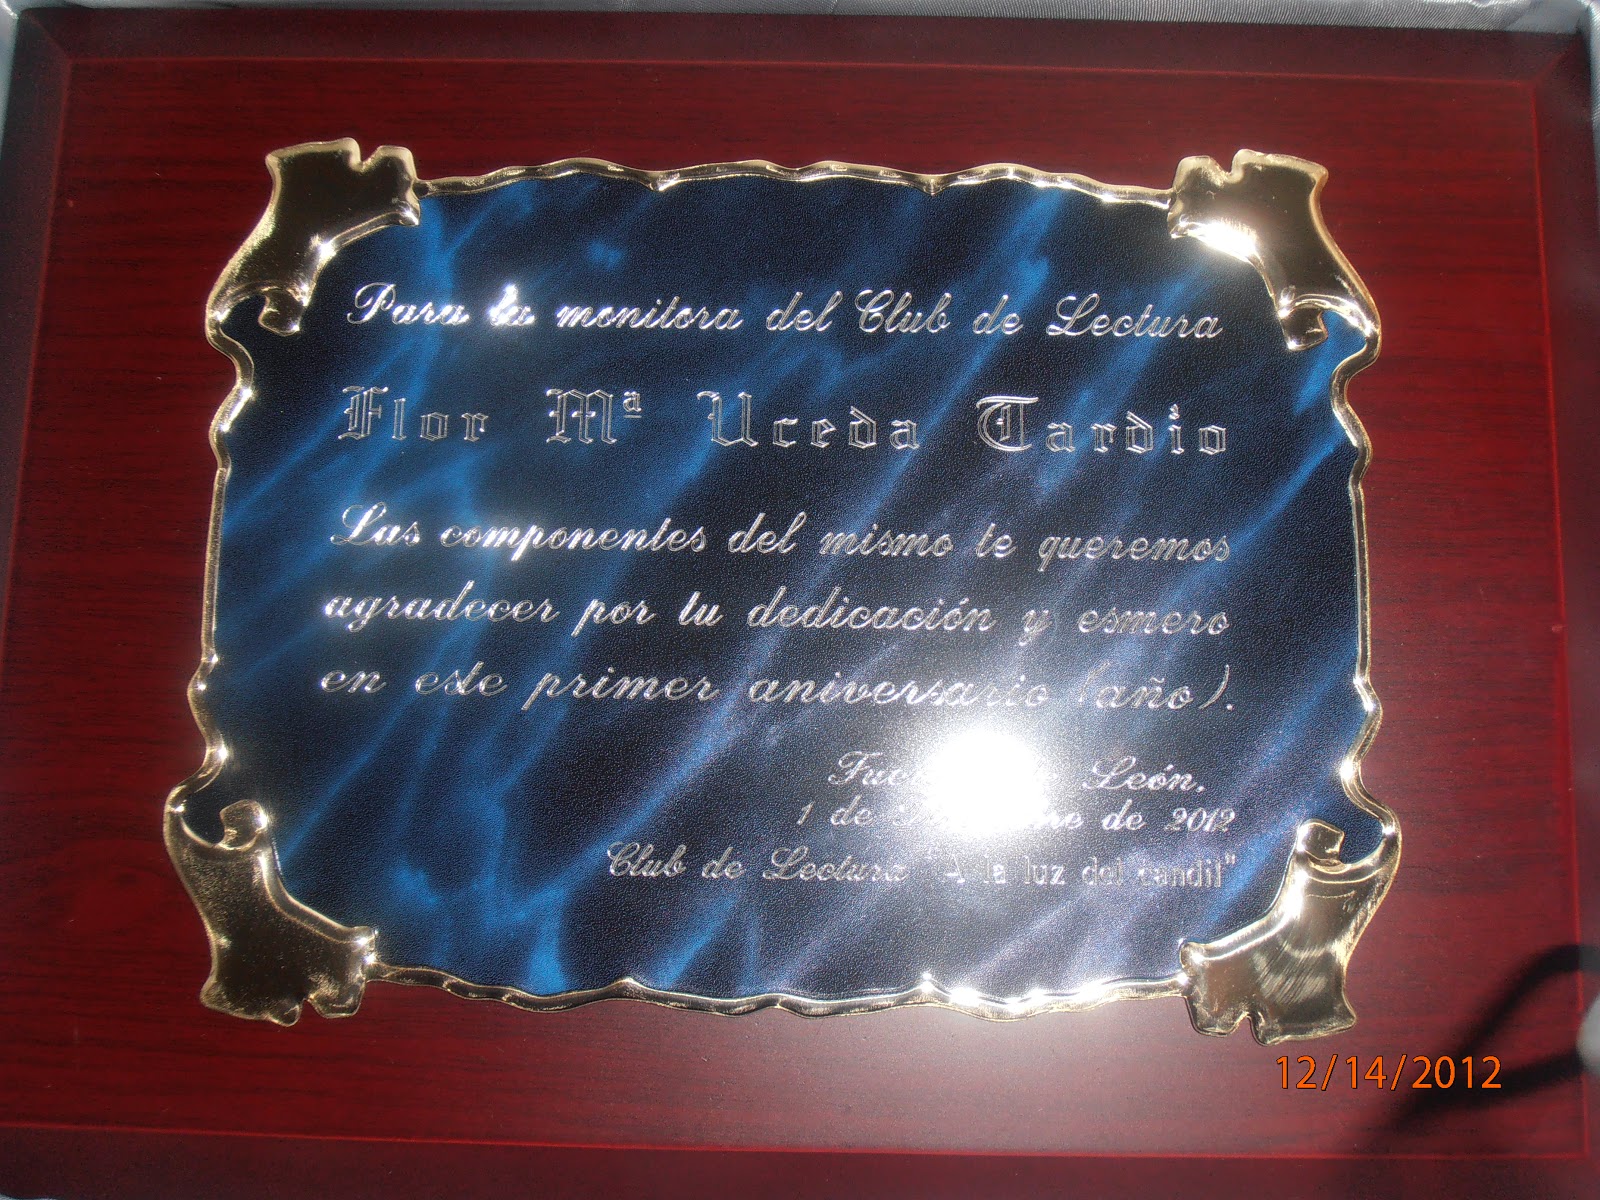 Para la monitora del Club de Lectura
Flor Mª Uceda Tardio
Las componentes del mismo te queremos
agradecer por tu dedicación y esmero
en este primer aniversario (año).
León,
1 de de 2012
Club de Lectura "A la luz del candil"
12/14/2012